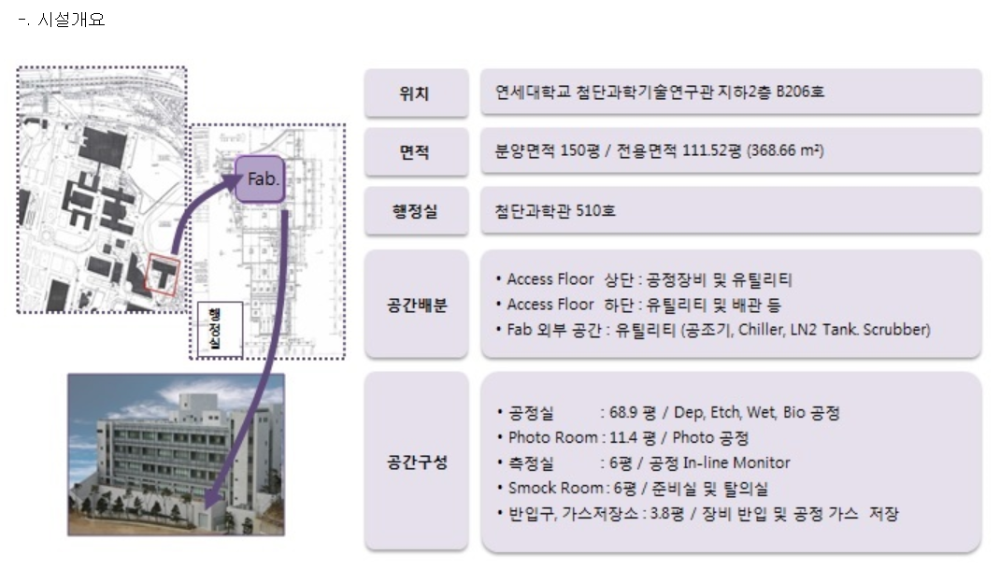 -. 시설개요
위치
연세대학교 첨단과학기술연구관 지하2층 B206호
면적
분양면적 150평 / 전용면적 111.52평 (368.66 m²)
행정실
첨단과학관 510호
Fab.
행정실
공간배분
• Access Floor 상단 : 공정장비 및 유틸리티
• Access Floor 하단 : 유틸리티 및 배관 등
• Fab 외부 공간 : 유틸리티 (공조기, Chiller, LN2 Tank. Scrubber)
공간구성
• 공정실 : 68.9 평 / Dep, Etch, Wet, Bio 공정
• Photo Room : 11.4 평 / Photo 공정
• 측정실 : 6평 / 공정 In-line Monitor
• Smock Room : 6평 / 준비실 및 탈의실
• 반입구, 가스저장소 : 3.8평 / 장비 반입 및 공정 가스 저장